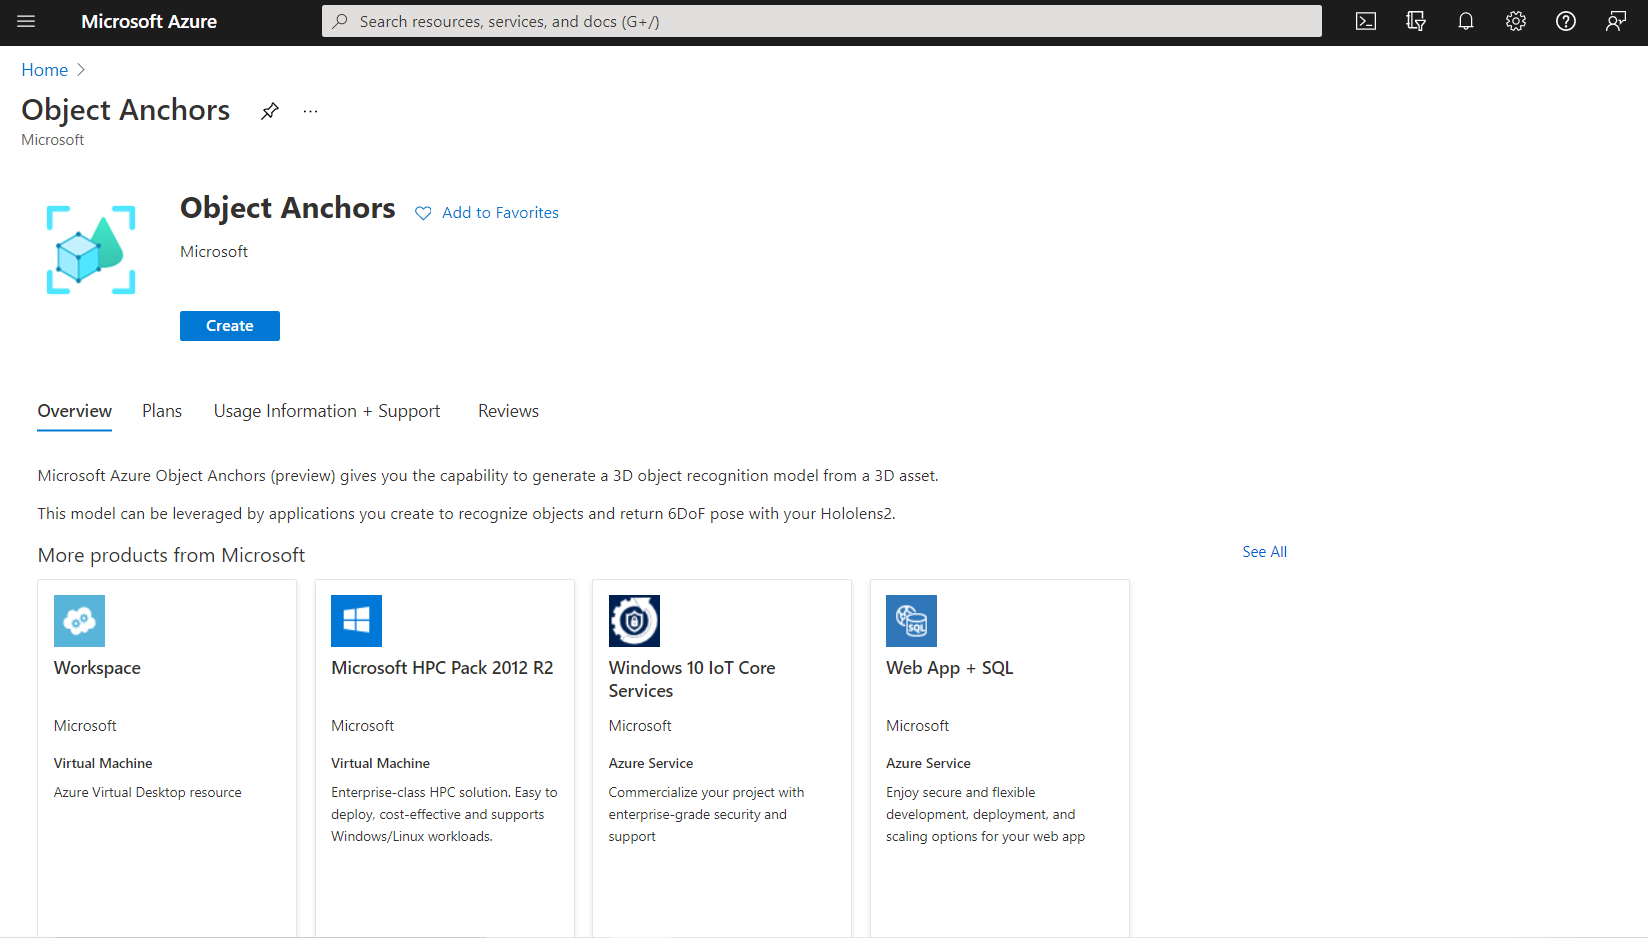 Microsoft Azure
Search resources, services, and docs (G+/)
Home
Object Anchors
Microsoft
Object Anchors
Add to Favorites
Microsoft
Create
Overview
Plans
Usage Information + Support
Reviews
Microsoft Azure Object Anchors (preview) gives you the capability to generate a 3D object recognition model from a 3D asset.
This model can be leveraged by applications you create to recognize objects and return 6DoF pose with your Hololens2.
More products from Microsoft
See All
Workspace
Microsoft
Virtual Machine
Azure Virtual Desktop resource
Microsoft HPC Pack 2012 R2
Microsoft
Virtual Machine
Enterprise-class HPC solution. Easy to
deploy, cost-effective and supports
Windows/Linux workloads.
Windows 10 IoT Core
Services
Microsoft
Azure Service
Commercialize your project with
enterprise-grade security and
support
SQL
Web App + SQL
Microsoft
Azure Service
Enjoy secure and flexible
development, deployment, and
scaling options for your web app